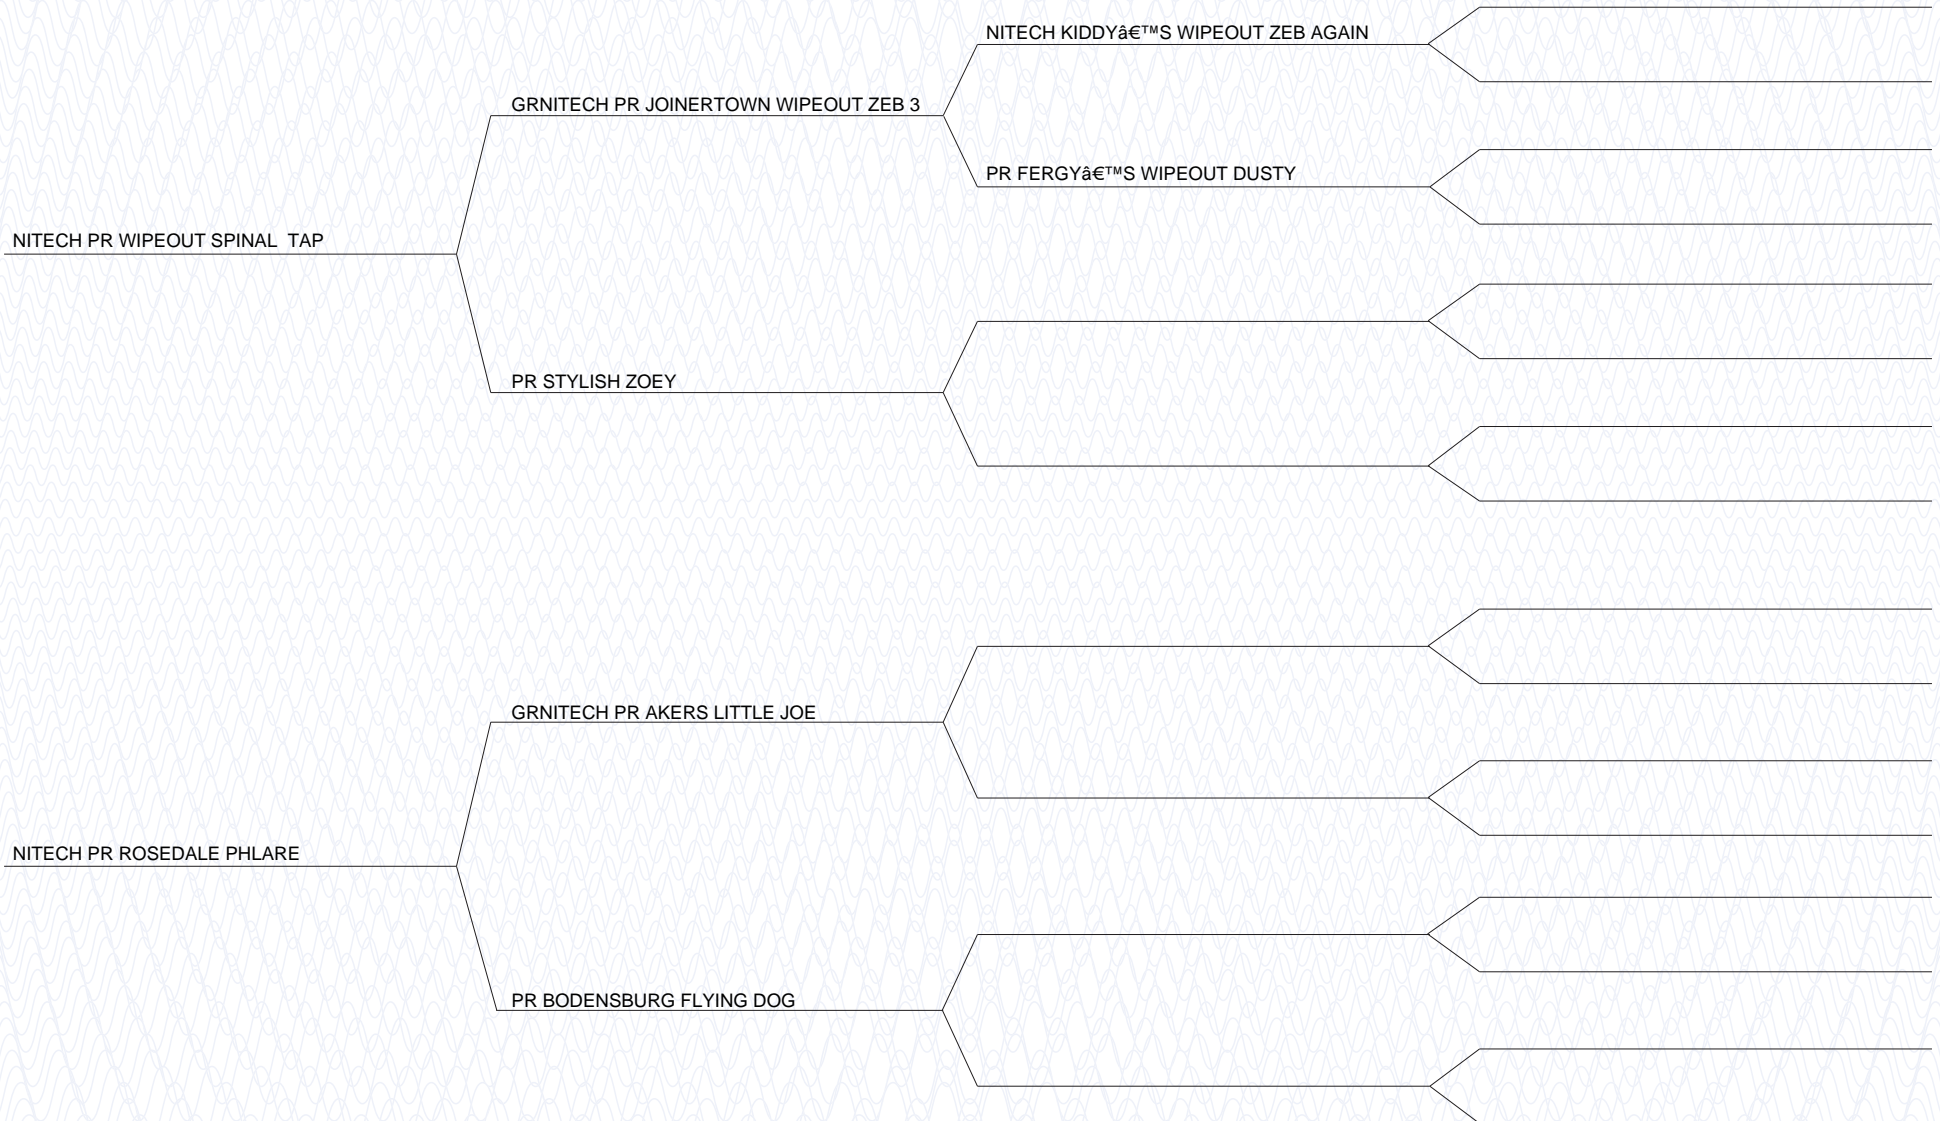 NITECH KIDDYâ€™S WIPEOUT ZEB AGAIN
GRNITECH PR JOINERTOWN WIPEOUT ZEB 3
PR FERGYâ€™S WIPEOUT DUSTY
NITECH PR WIPEOUT SPINAL  TAP
PR STYLISH ZOEY
GRNITECH PR AKERS LITTLE JOE
NITECH PR ROSEDALE PHLARE
PR BODENSBURG FLYING DOG